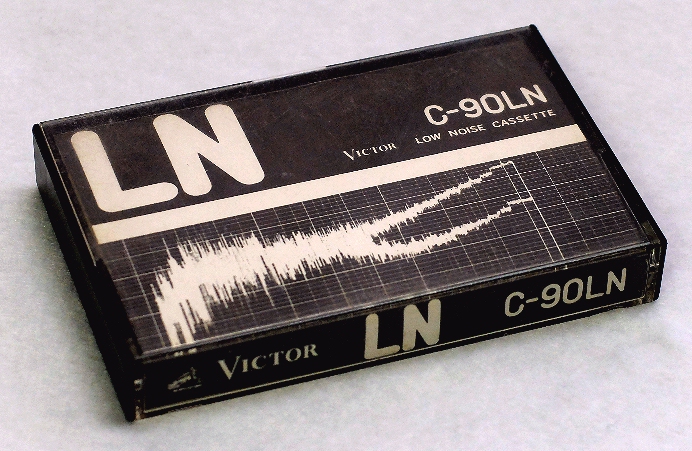 LN
C-90LN
VICTOR LOW NOISE CASSETTE
VICTOR LN C-90LN